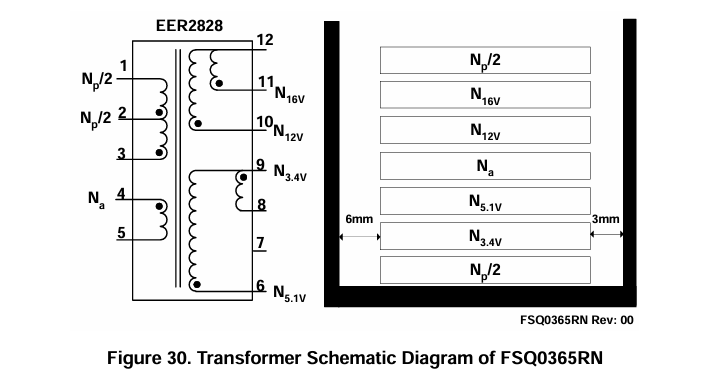 EER2828
1
Np/2
Np/2
2
3
Na
4
5
12
11
N16V
10
N12V
9
N3.4V
8
7
6
N5.1V
Np/2
N16V
N12V
Na
N5.1V
6mm
3mm
N3.4V
Np/2
FSQ0365RN Rev: 00
Figure 30. Transformer Schematic Diagram of FSQ0365RN